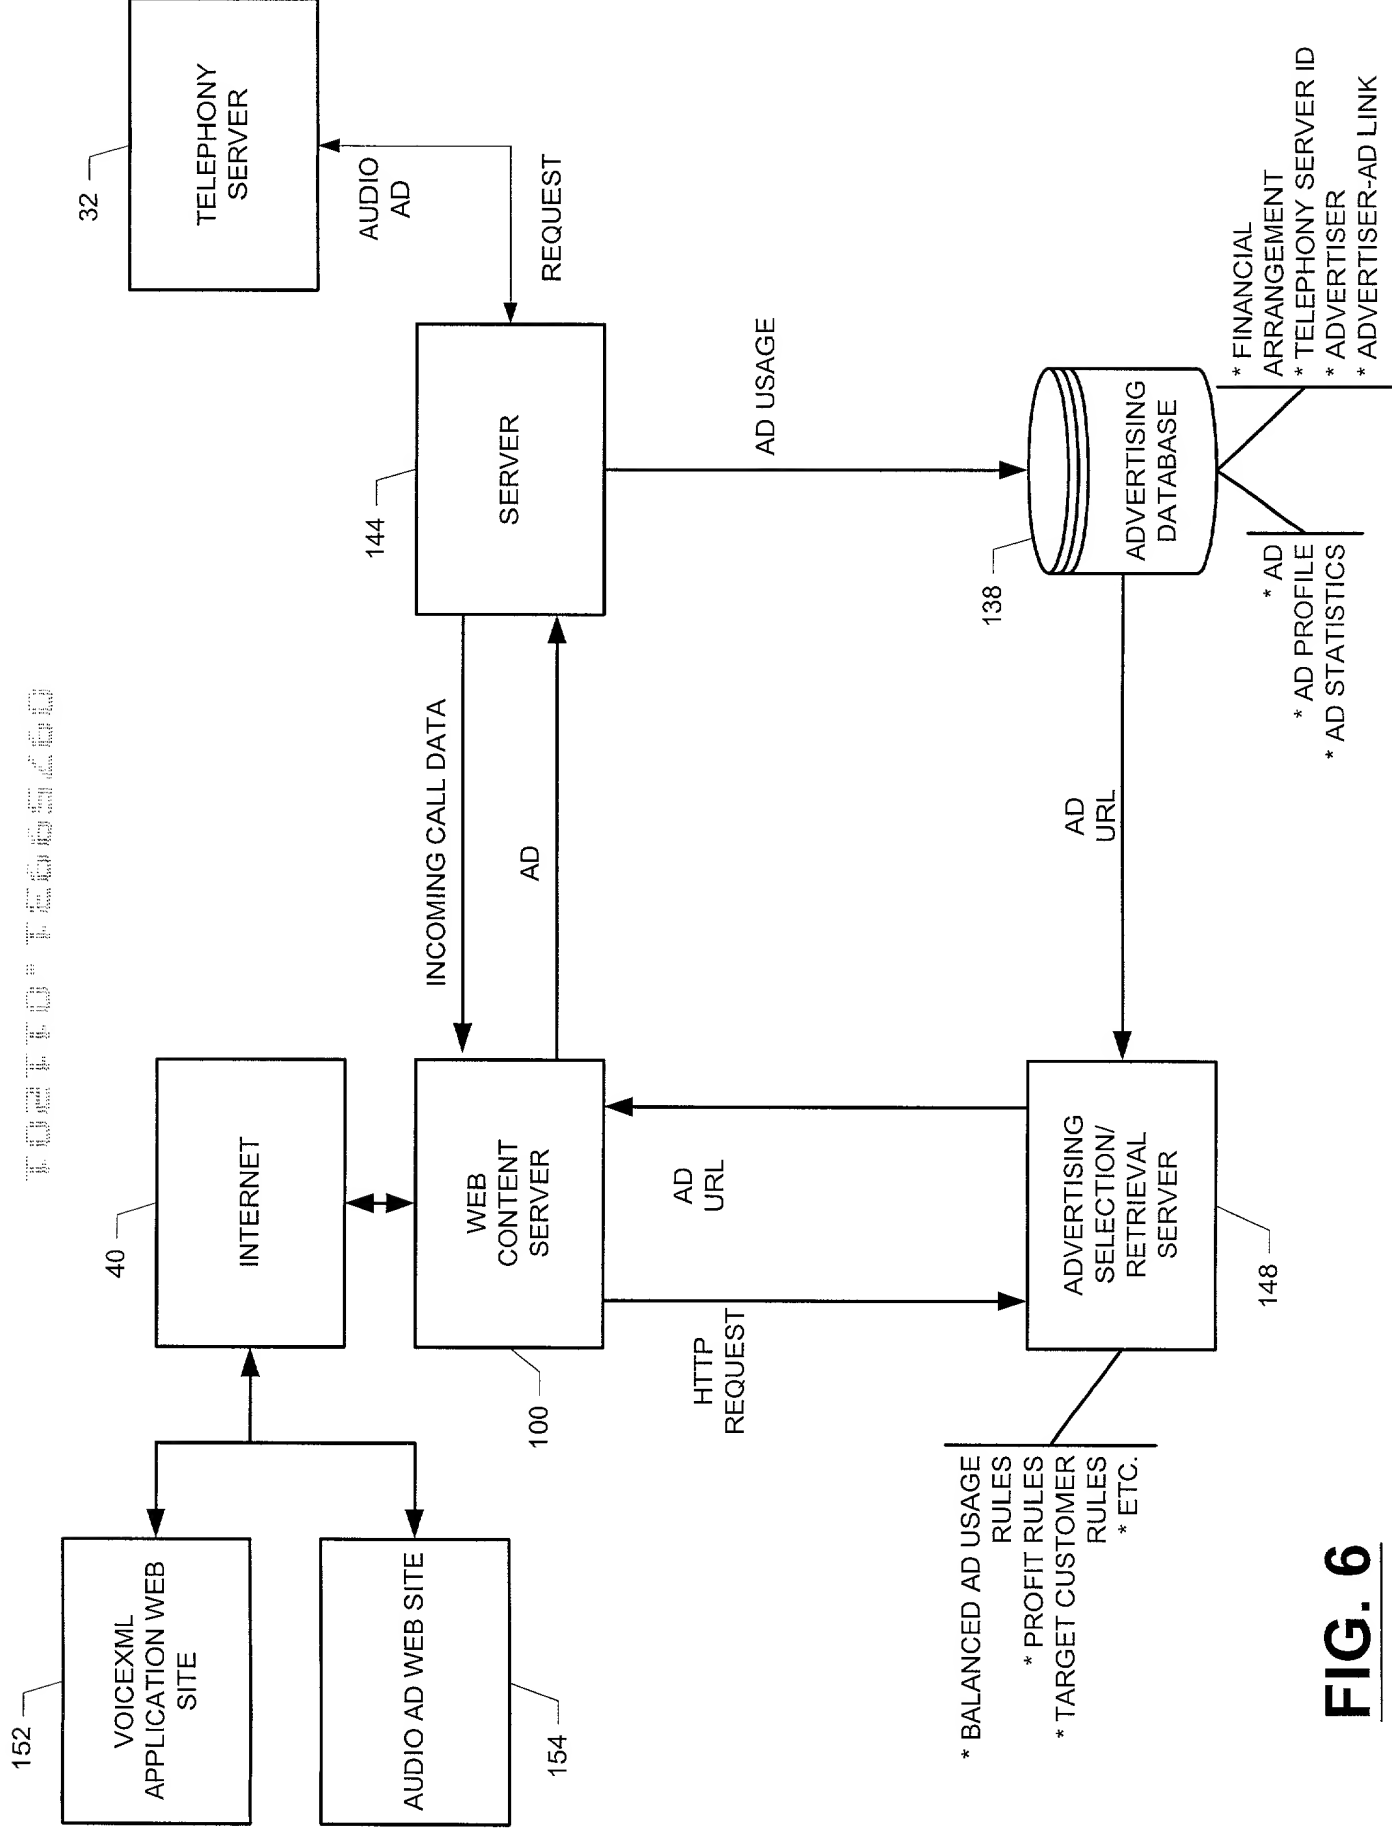 152
VOICEXML
APPLICATION WEB
SITE
AUDIO AD WEB SITE
154
40
INTERNET
WEB
CONTENT
SERVER
100
INCOMING CALL DATA
AD
144
SERVER
32
TELEPHONY
SERVER
AUDIO
AD
REQUEST
HTTP
REQUEST
AD
URL
AD USAGE
* BALANCED AD USAGE
RULES
* PROFIT RULES
* TARGET CUSTOMER
RULES
* ETC.
ADVERTISING
SELECTION/
RETRIEVAL
SERVER
148
AD
URL
138
ADVERTISING
DATABASE
* AD
* AD PROFILE
* AD STATISTICS
* FINANCIAL
ARRANGEMENT
* TELEPHONY SERVER ID
* ADVERTISER
* ADVERTISER-AD LINK
FIG. 6